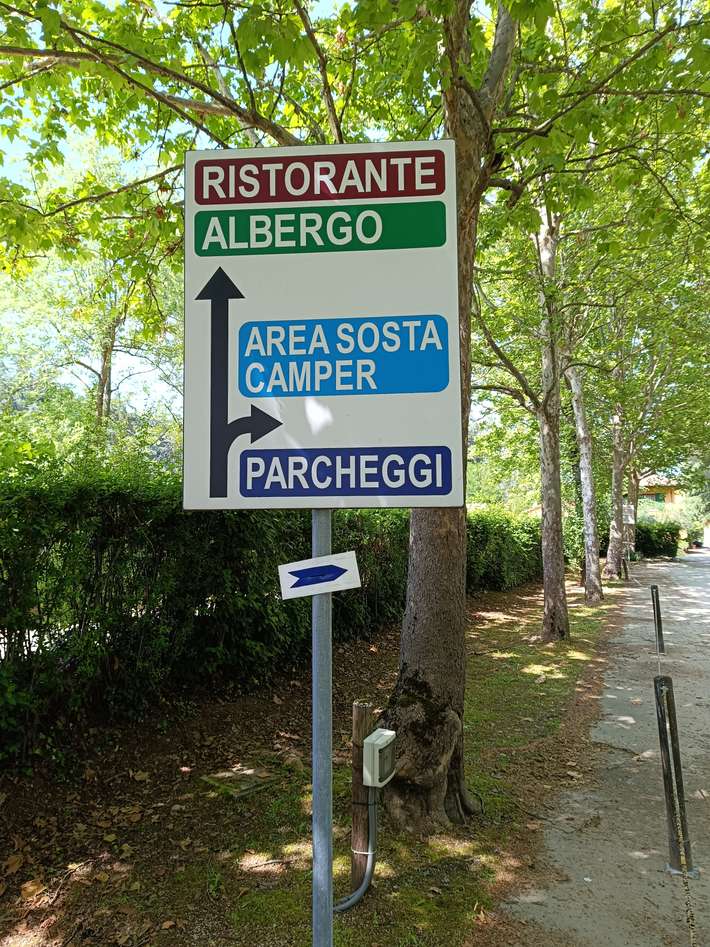 RISTORANTE
ALBERGO
AREA SOSTA
CAMPER
PARCHEGGI